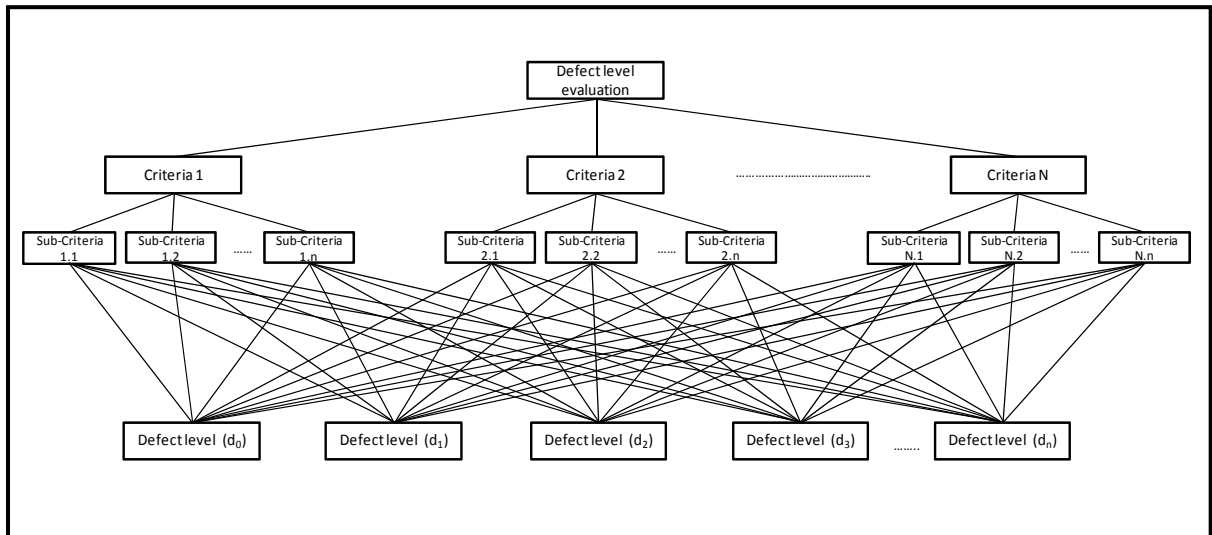 Defect level
evaluation
Criteria 1
Criteria 2
........................................
Criteria N
Sub-Criteria
1.1
Sub-Criteria
1.2
......
Sub-Criteria
1.n
Sub-Criteria
2.1
Sub-Criteria
2.2
......
Sub-Criteria
2.n
Sub-Criteria
N.1
Sub-Criteria
N.2
......
Sub-Criteria
N.n
Defect level (d₀)
Defect level (d₁)
Defect level (d₂)
Defect level (d₃)
........
Defect level (dₙ)